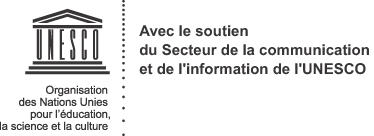 UNESCO
Organisation
des Nations Unies
pour l'éducation,
la science et la culture
Avec le soutien
du Secteur de la communication
et de l'information de l'UNESCO